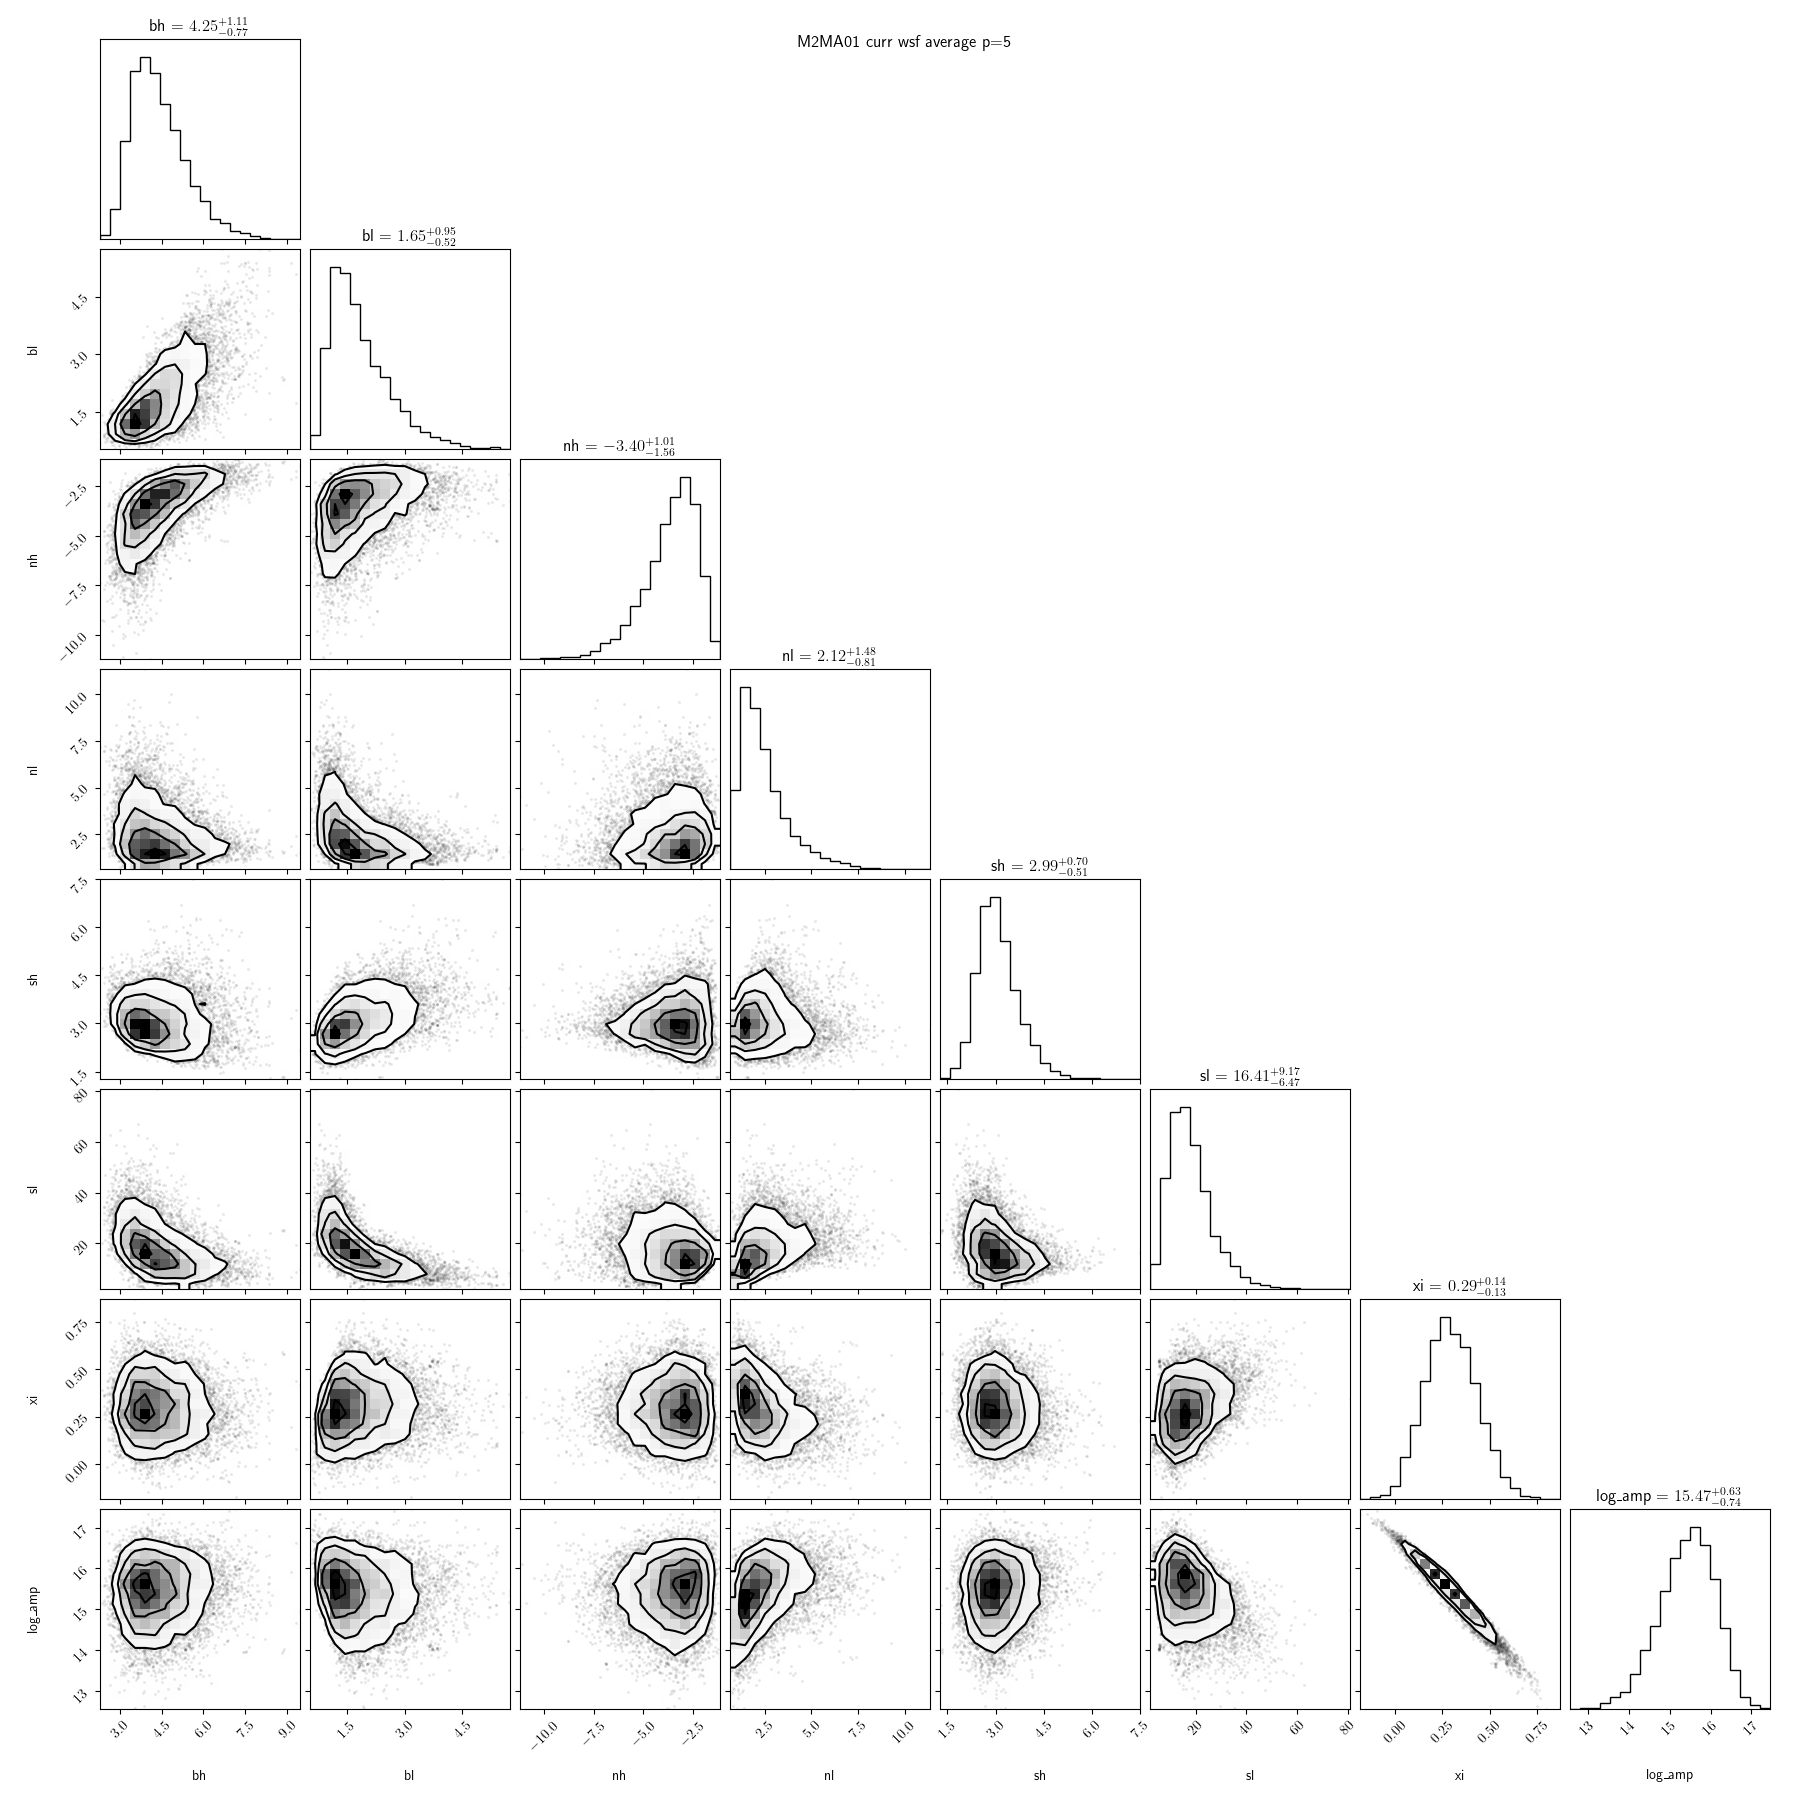 M2MA01 curr wsf average p=5
bh = 4.25+1.11−0.77
bl = 1.65+0.95−0.52
bl
4.5
3.0
1.5
nh = −3.40+1.01−1.56
nh
−2.5
−5.0
−7.5
−10.0
nl = 2.12+1.48−0.81
nl
10.0
7.5
5.0
2.5
sh = 2.99+0.70−0.51
sh
7.5
6.0
4.5
3.0
1.5
sl = 16.41+9.17−6.47
sl
80
60
40
20
xi = 0.29+0.14−0.13
xi
0.75
0.50
0.25
0.00
log_amp = 15.47+0.63−0.74
log_amp
17
16
15
14
13
3.0 4.5 6.0 9.0 1.5 3.0 4.5 −10.0 −7.5 −5.0 −2.5 2.5 5.0 7.5 10.0 1.5 3.0 4.5 6.0 7.5 20 40 60 80 0.00 0.25 0.50 0.75 13 14 15 16 17
bh bl nh nl sh sl xi log_amp